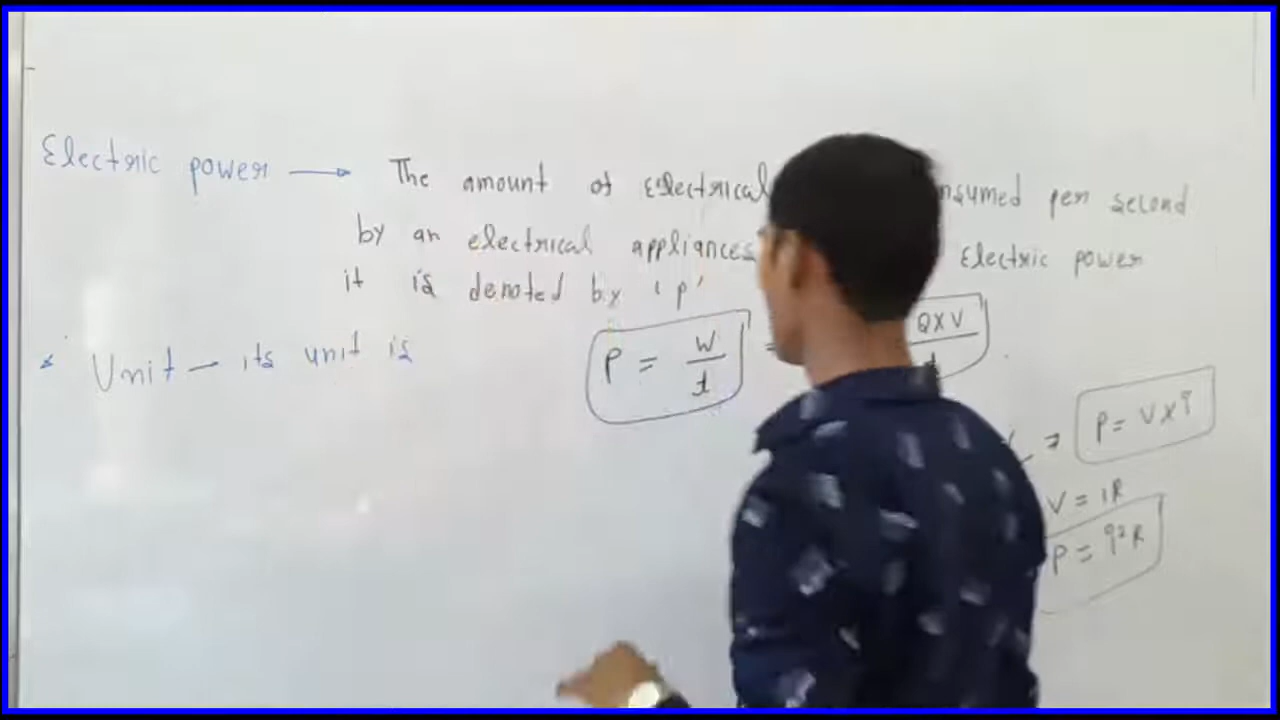 Electric power → The amount of Electrical nsumed per second
by an electrical appliances Electric power
it is denoted by 'p'
P = W/t = QXV/t
* Unit – its unit is
= P = V X i
V = iR
P = i²R